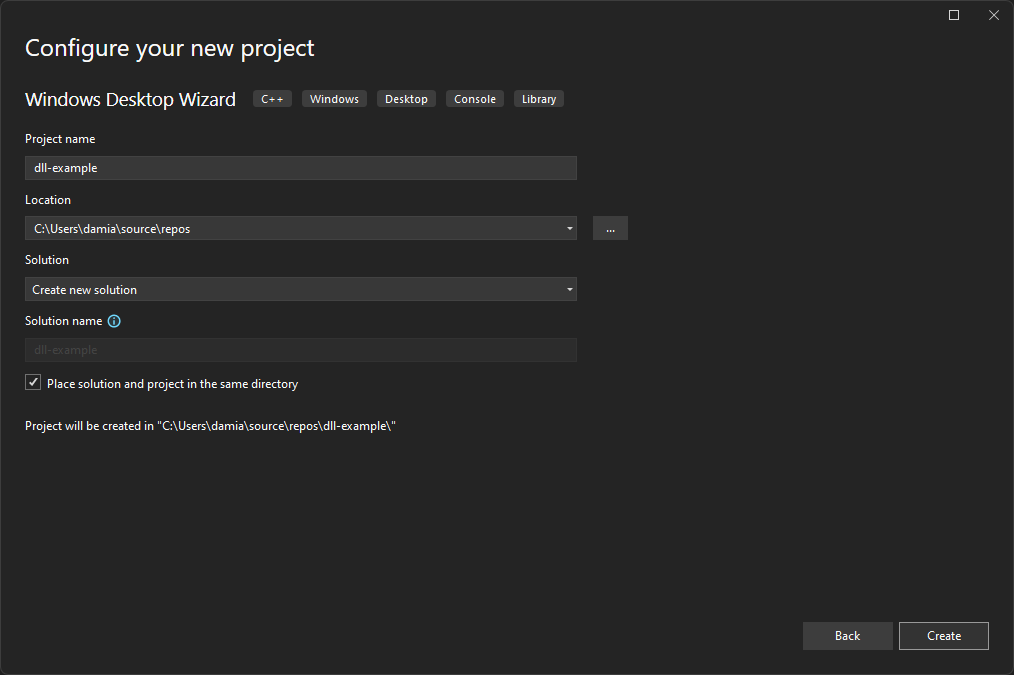 Configure your new project
Windows Desktop Wizard C++ Windows Desktop Console Library
Project name
dll-example
Location
C:\Users\damia\source\repos ...
Solution
Create new solution
Solution name
dll-example
Place solution and project in the same directory
Project will be created in "C:\Users\damia\source\repos\dll-example\"
Back Create